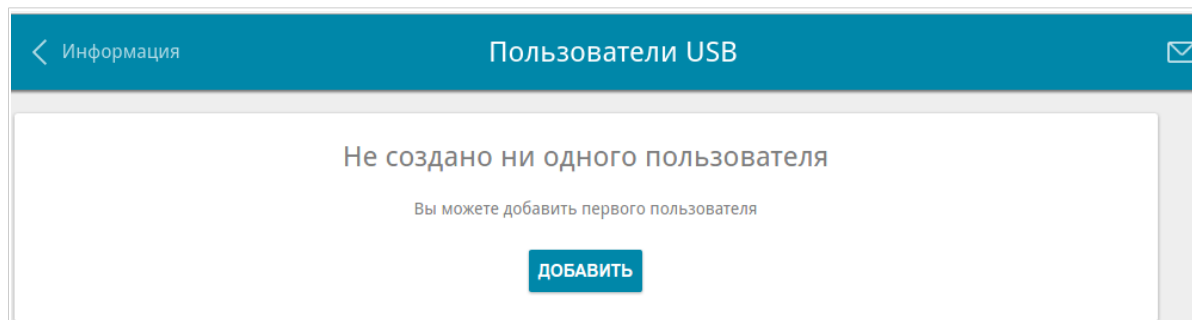 Информация
Пользователи USB
Не создано ни одного пользователя
Вы можете добавить первого пользователя
ДОБАВИТЬ